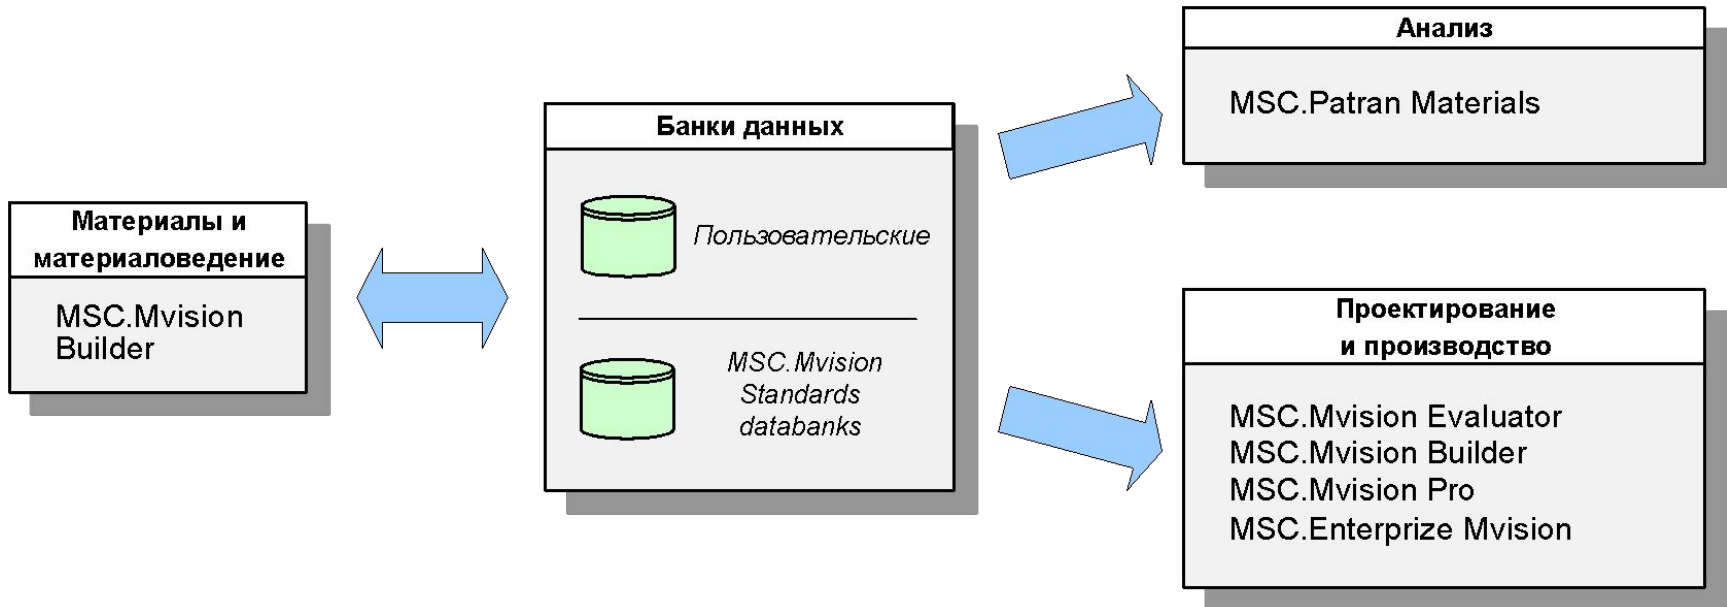 Материалы и
материаловедение
MSC.Mvision
Builder
Банки данных
Пользовательские
MSC.Mvision
Standards
databanks
Анализ
MSC.Patran Materials
Проектирование
и производство
MSC.Mvision Evaluator
MSC.Mvision Builder
MSC.Mvision Pro
MSC.Enterprize Mvision